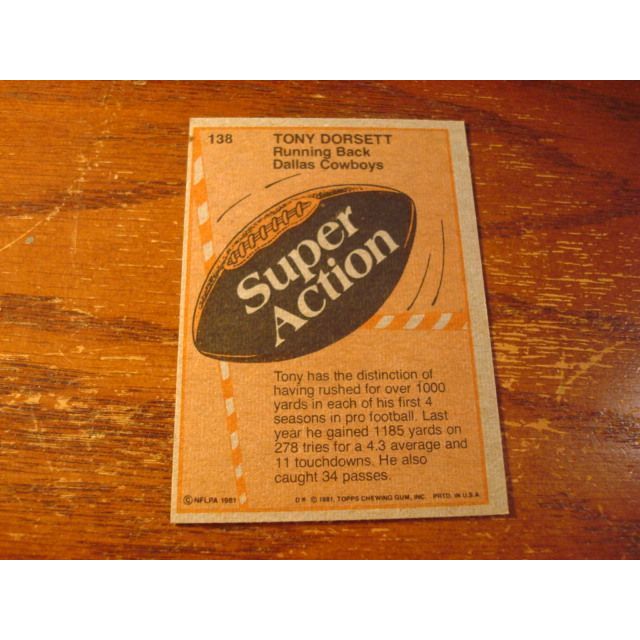 138
TONY DORSETT
Running Back
Dallas Cowboys
Super
Action
Tony has the distinction of
having rushed for over 1000
yards in each of his first 4
seasons in pro football. Last
year he gained 1185 yards on
278 tries for a 4.3 average and
11 touchdowns. He also
caught 34 passes.
© NFLPA 1981 D* © 1981, TOPPS CHEWING GUM, INC. PRTD. IN U.S.A.